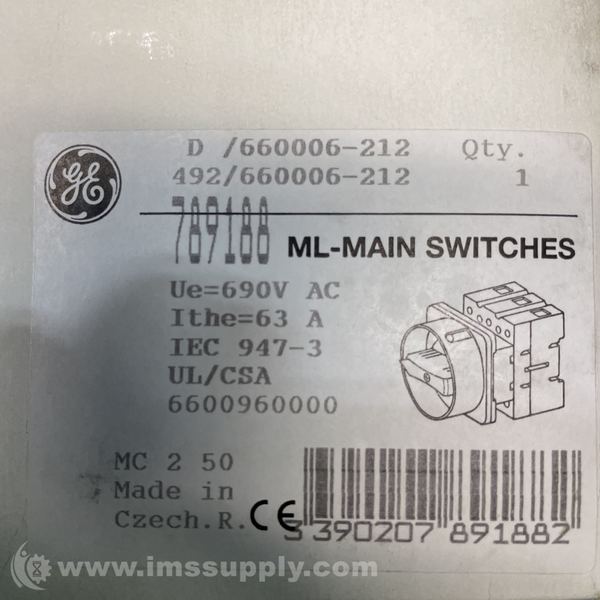 D /660006-212 Qty.
492/660006-212 1
789188 ML-MAIN SWITCHES
Ue=690V AC
Ithe=63 A
IEC 947-3
UL/CSA
6600960000
MC 2 50
Made in
Czech.R. CE
3 390207 891882
GE
www.imssupply.com